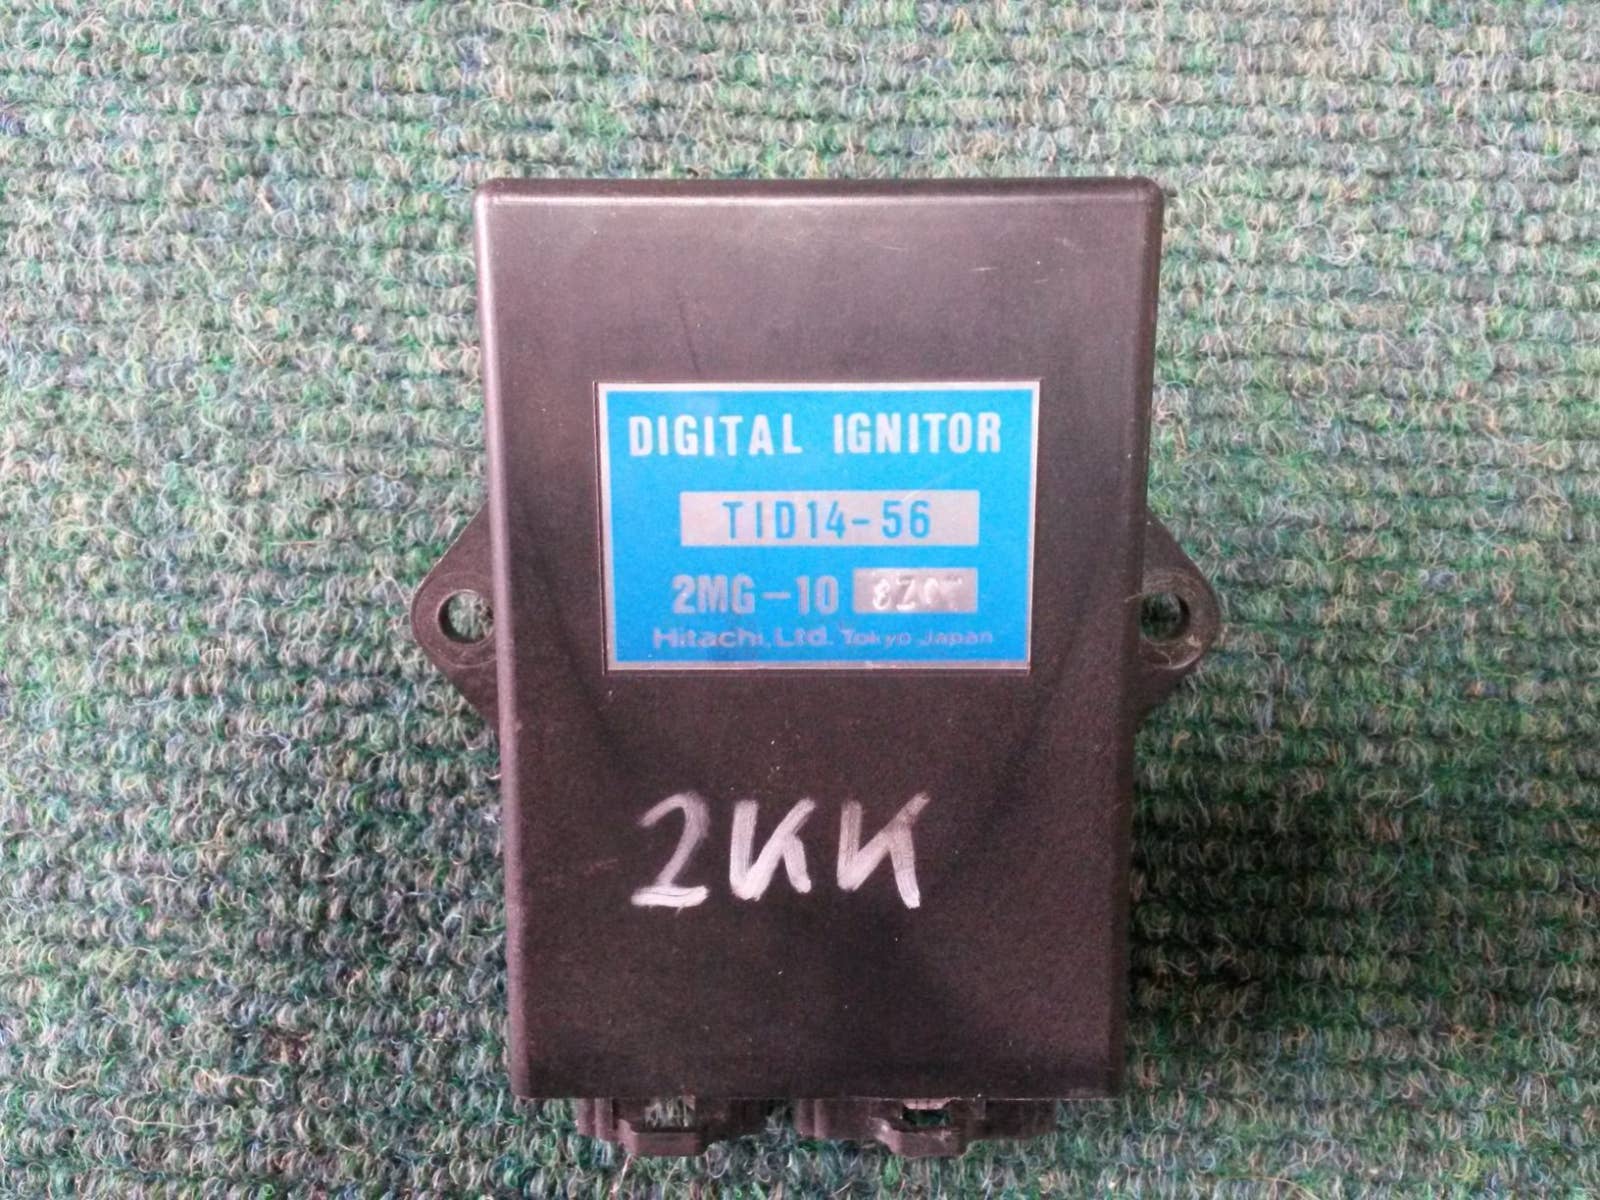 DIGITAL IGNITOR
TID14-56
2MG-10
Hitachi, Ltd. Tokyo Japan
2KK